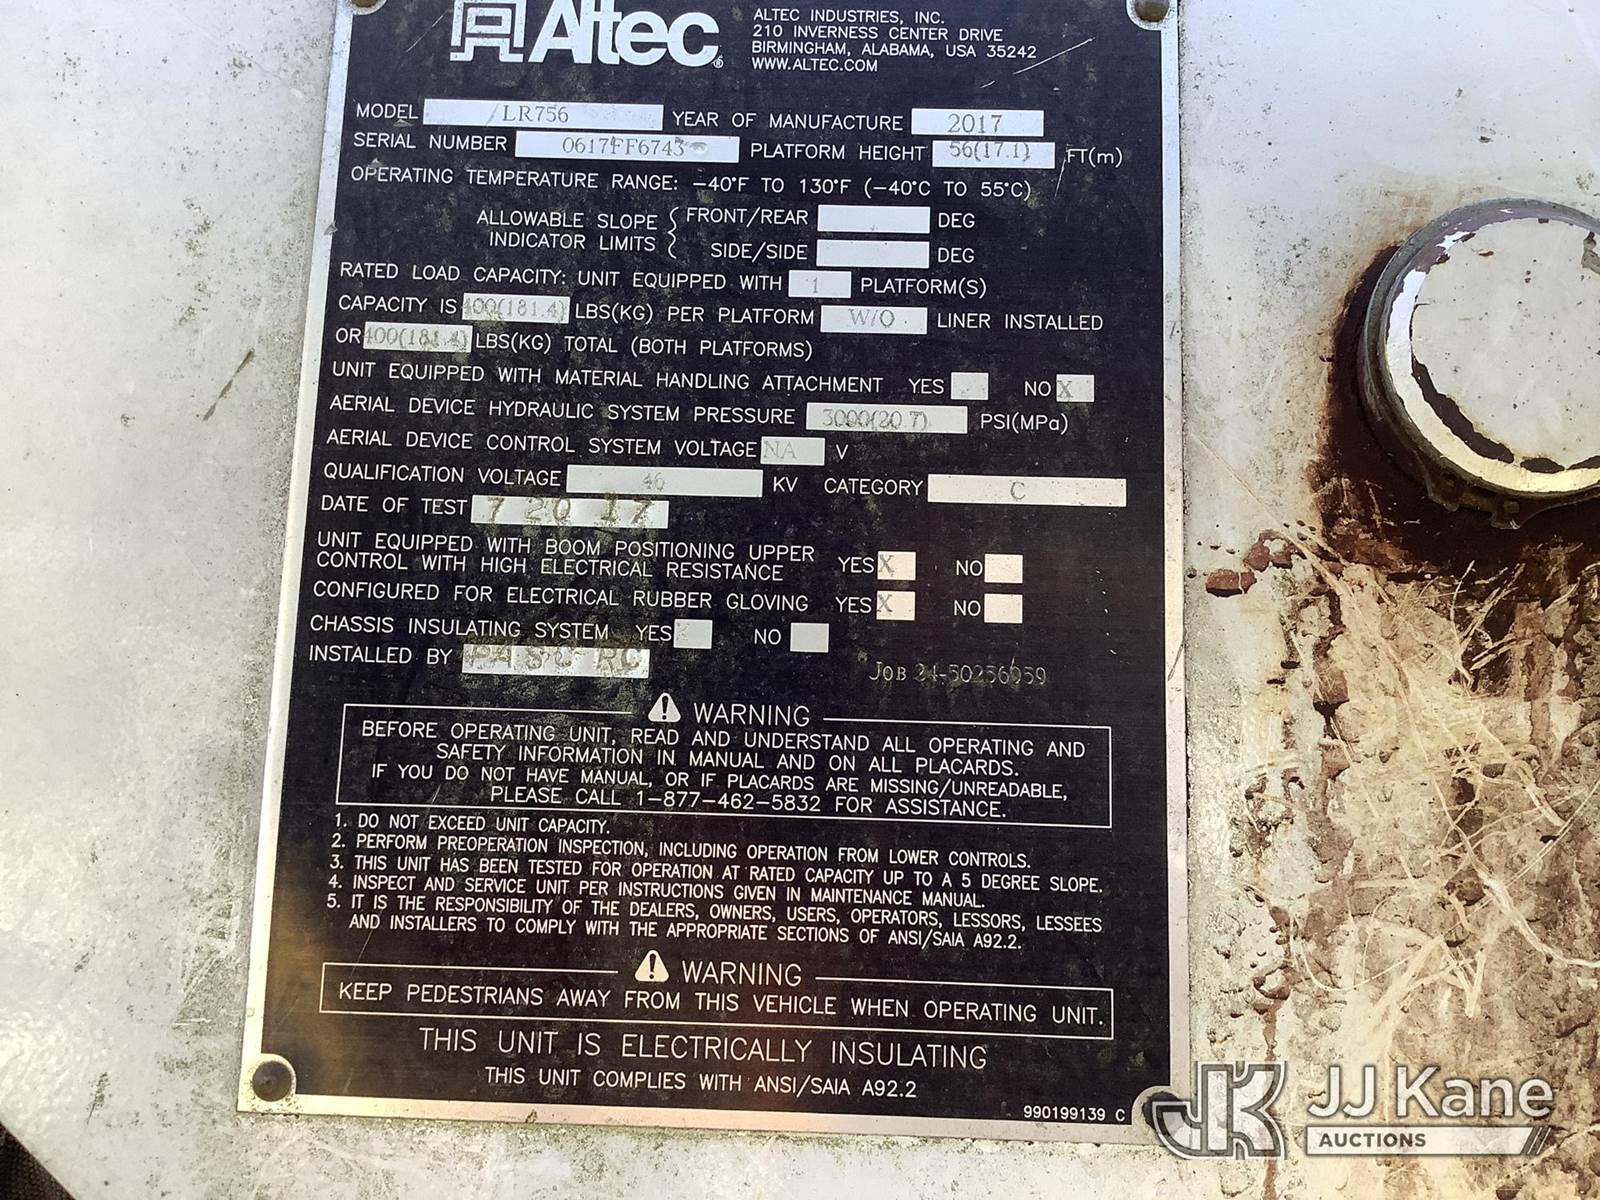 Altec
ALTEC INDUSTRIES, INC.
210 INVERNESS CENTER DRIVE
BIRMINGHAM, ALABAMA, USA 35242
WWW.ALTEC.COM
MODEL LR756 YEAR OF MANUFACTURE 2017
SERIAL NUMBER 0617FF6743 PLATFORM HEIGHT 56(17.1) FT(m)
OPERATING TEMPERATURE RANGE: -40°F TO 130°F (-40°C TO 55°C)
ALLOWABLE SLOPE INDICATOR LIMITS { FRONT/REAR DEG
SIDE/SIDE DEG
RATED LOAD CAPACITY: UNIT EQUIPPED WITH 1 PLATFORM(S)
CAPACITY IS 400(181.4) LBS(KG) PER PLATFORM W/O LINER INSTALLED
OR 400(181.4) LBS(KG) TOTAL (BOTH PLATFORMS)
UNIT EQUIPPED WITH MATERIAL HANDLING ATTACHMENT YES NO X
AERIAL DEVICE HYDRAULIC SYSTEM PRESSURE 3000(20.7) PSI(MPa)
AERIAL DEVICE CONTROL SYSTEM VOLTAGE NA V
QUALIFICATION VOLTAGE 46 KV CATEGORY C
DATE OF TEST 7 20 17
UNIT EQUIPPED WITH BOOM POSITIONING UPPER
CONTROL WITH HIGH ELECTRICAL RESISTANCE YES X NO
CONFIGURED FOR ELECTRICAL RUBBER GLOVING YES X NO
CHASSIS INSULATING SYSTEM YES NO
INSTALLED BY
JOB 24-50256059
WARNING
BEFORE OPERATING UNIT, READ AND UNDERSTAND ALL OPERATING AND
SAFETY INFORMATION IN MANUAL AND ON ALL PLACARDS.
IF YOU DO NOT HAVE MANUAL, OR IF PLACARDS ARE MISSING/UNREADABLE,
PLEASE CALL 1-877-462-5832 FOR ASSISTANCE.
1. DO NOT EXCEED UNIT CAPACITY.
2. PERFORM PREOPERATION INSPECTION, INCLUDING OPERATION FROM LOWER CONTROLS.
3. THIS UNIT HAS BEEN TESTED FOR OPERATION AT RATED CAPACITY UP TO A 5 DEGREE SLOPE.
4. INSPECT AND SERVICE UNIT PER INSTRUCTIONS GIVEN IN MAINTENANCE MANUAL.
5. IT IS THE RESPONSIBILITY OF THE DEALERS, OWNERS, USERS, OPERATORS, LESSORS, LESSEES
AND INSTALLERS TO COMPLY WITH THE APPROPRIATE SECTIONS OF ANSI/SAIA A92.2.
WARNING
KEEP PEDESTRIANS AWAY FROM THIS VEHICLE WHEN OPERATING UNIT.
THIS UNIT IS ELECTRICALLY INSULATING
THIS UNIT COMPLIES WITH ANSI/SAIA A92.2
990199139 C
JK JJ Kane
AUCTIONS